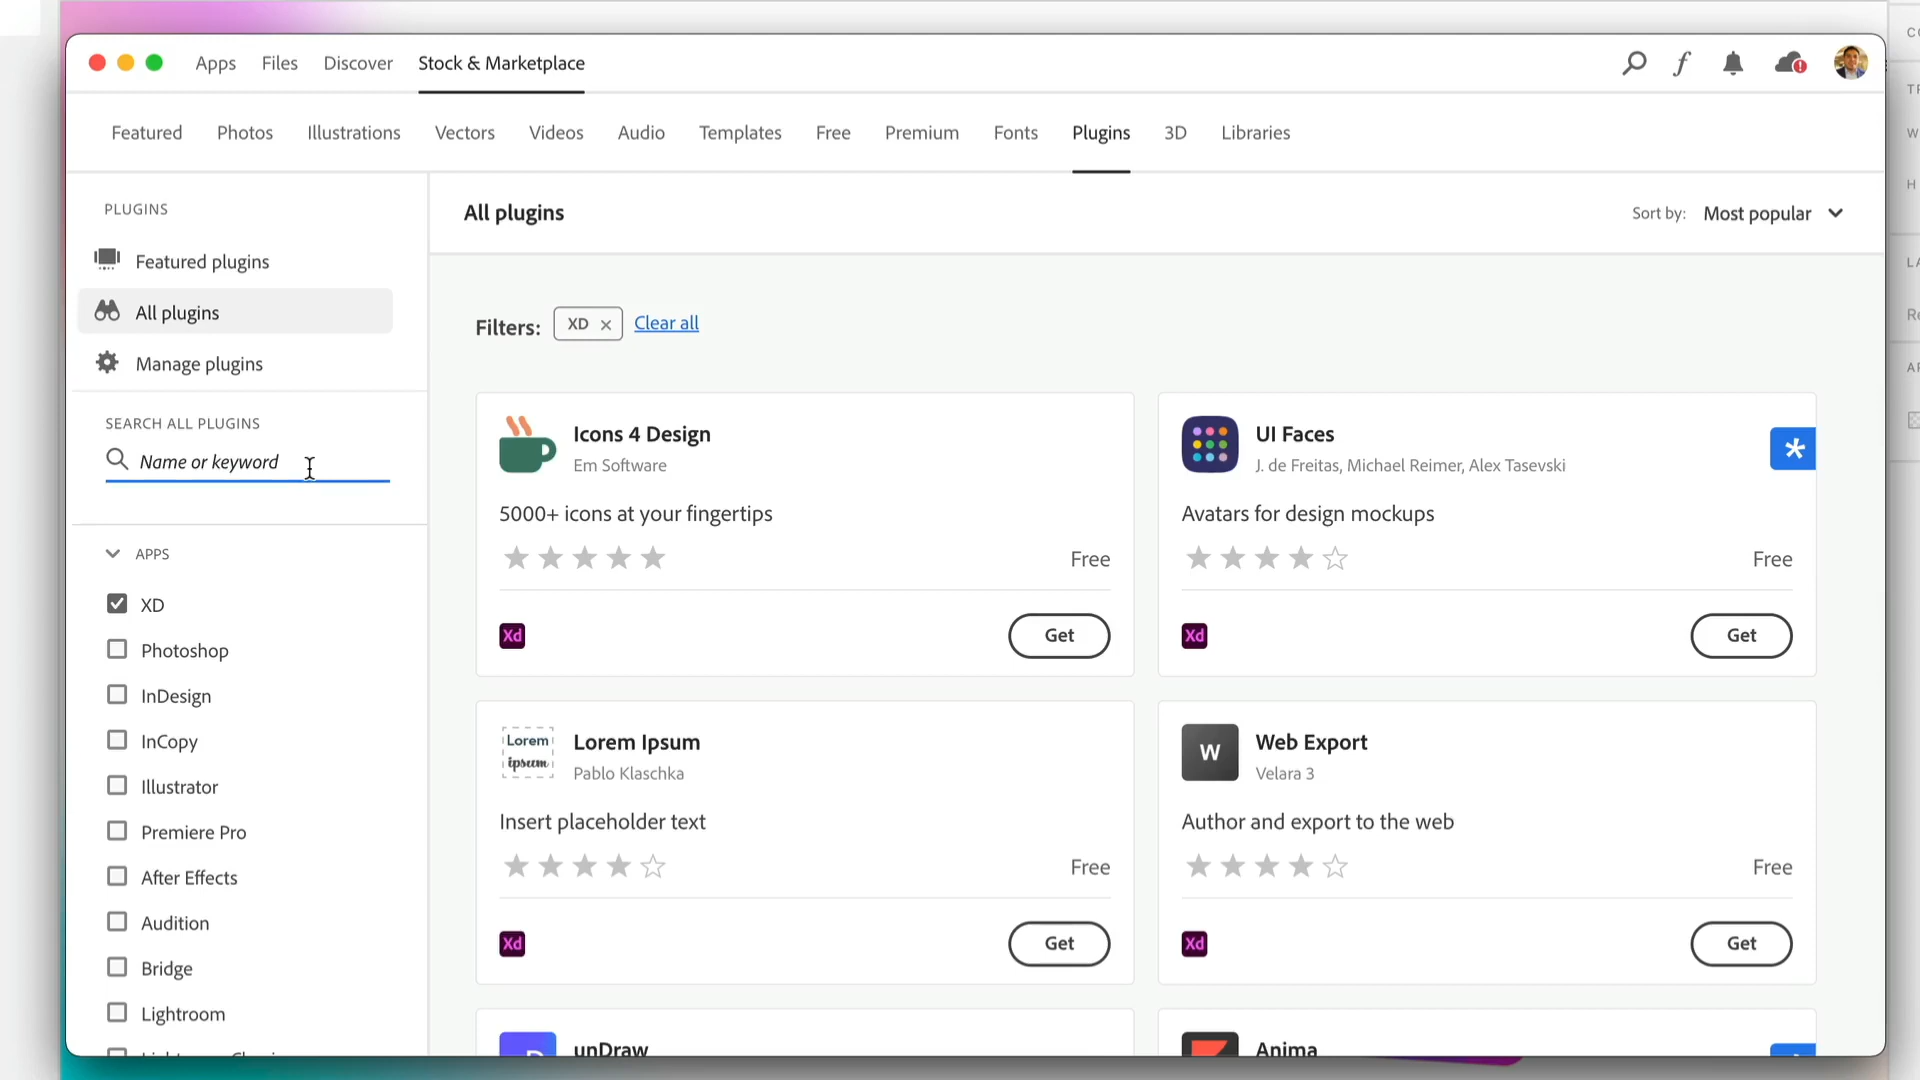 Apps Files Discover Stock & Marketplace
Featured Photos Illustrations Vectors Videos Audio Templates Free Premium Fonts Plugins 3D Libraries
PLUGINS
Featured plugins
All plugins
Manage plugins
SEARCH ALL PLUGINS
Name or keyword
APPS
XD
Photoshop
InDesign
InCopy
Illustrator
Premiere Pro
After Effects
Audition
Bridge
Lightroom
All plugins
Sort by: Most popular
Filters: XD Clear all
Icons 4 Design
Em Software
5000+ icons at your fingertips
Free
Xd Get
UI Faces
J. de Freitas, Michael Reimer, Alex Tasevski
Avatars for design mockups
Free
Xd Get
Lorem
ipsum
Lorem Ipsum
Pablo Klaschka
Insert placeholder text
Free
Xd Get
W
Web Export
Velara 3
Author and export to the web
Free
Xd Get
unDraw
Anima